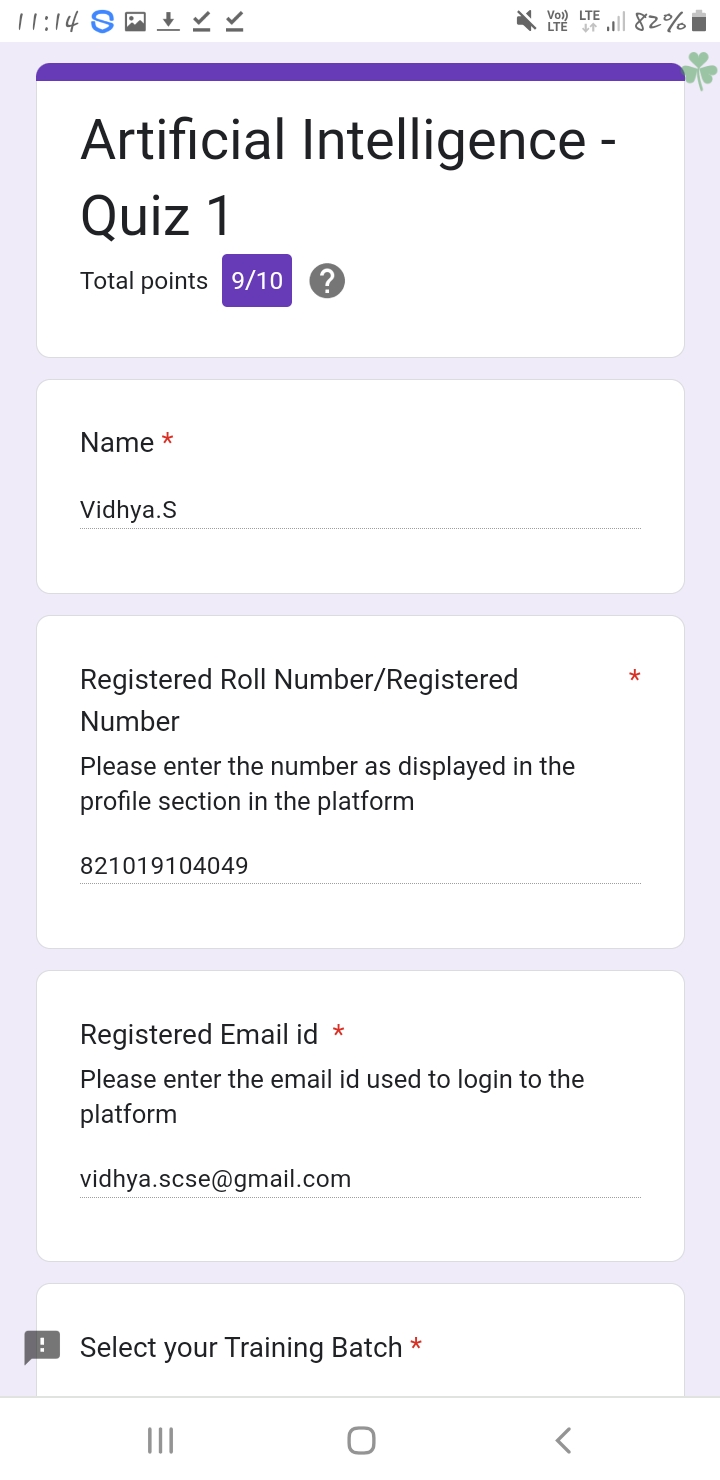 11:14 Vo)) LTE LTE 82%
Artificial Intelligence -
Quiz 1
Total points 9/10 ?
Name *
Vidhya.S
Registered Roll Number/Registered *
Number
Please enter the number as displayed in the
profile section in the platform
821019104049
Registered Email id *
Please enter the email id used to login to the
platform
vidhya.scse@gmail.com
! Select your Training Batch *